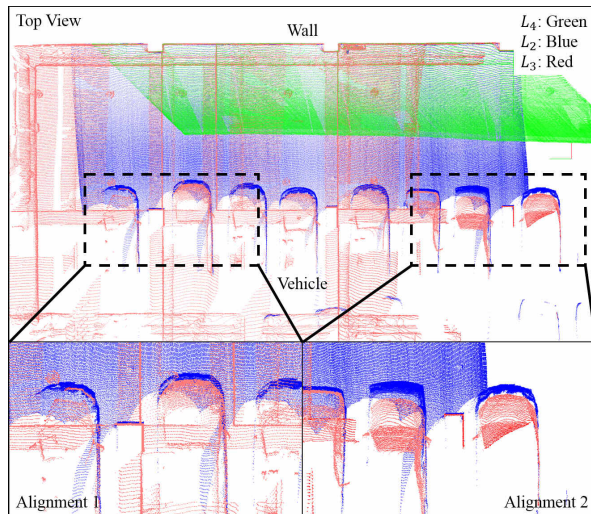 Top View
Wall
L₄: Green
L₂: Blue
L₃: Red
Vehicle
Alignment 1
Alignment 2